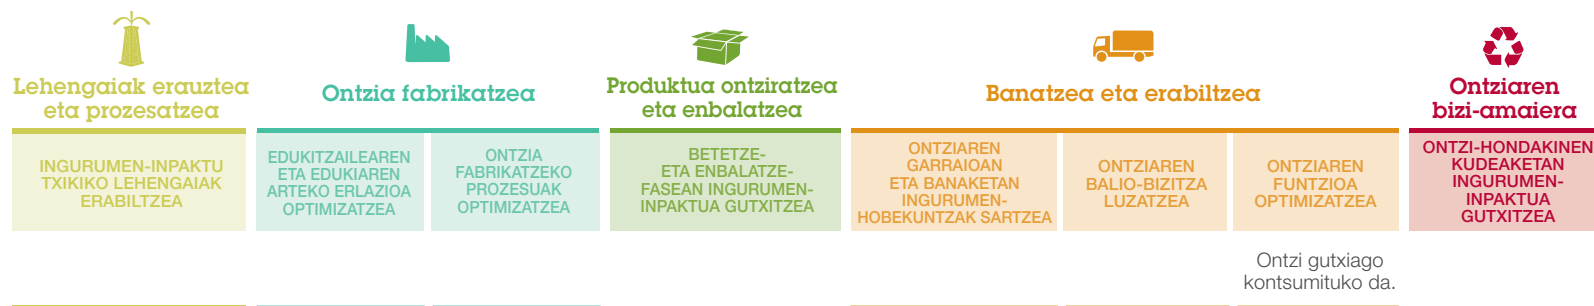 Lehengaiak erauztea
eta prozesatzea
Ontzia fabrikatzea
Produktua ontziratzea
eta enbalatzea
Banatzea eta erabiltzea
Ontziaren
bizi-amaiera
INGURUMEN-INPAKTU
TXIKIKO LEHENGAIAK
ERABILTZEA
EDUKITZAILEAREN
ETA EDUKIAREN
ARTEKO ERLAZIOA
OPTIMIZATZEA
ONTZIA
FABRIKATZEKO
PROZESUAK
OPTIMIZATZEA
BETETZE-
ETA ENBALATZE-
FASEAN INGURUMEN-
INPAKTUA GUTXITZEA
ONTZIAREN
GARRAIOAN
ETA BANAKETAN
INGURUMEN-
HOBEKUNTZAK SARTZEA
ONTZIAREN
BALIO-BIZITZA
LUZATZEA
ONTZIAREN
FUNTZIOA
OPTIMIZATZEA
ONTZI-HONDAKINEN
KUDEAKETAN
INGURUMEN-
INPAKTUA
GUTXITZEA
Ontzi gutxiago
kontsumituko da.